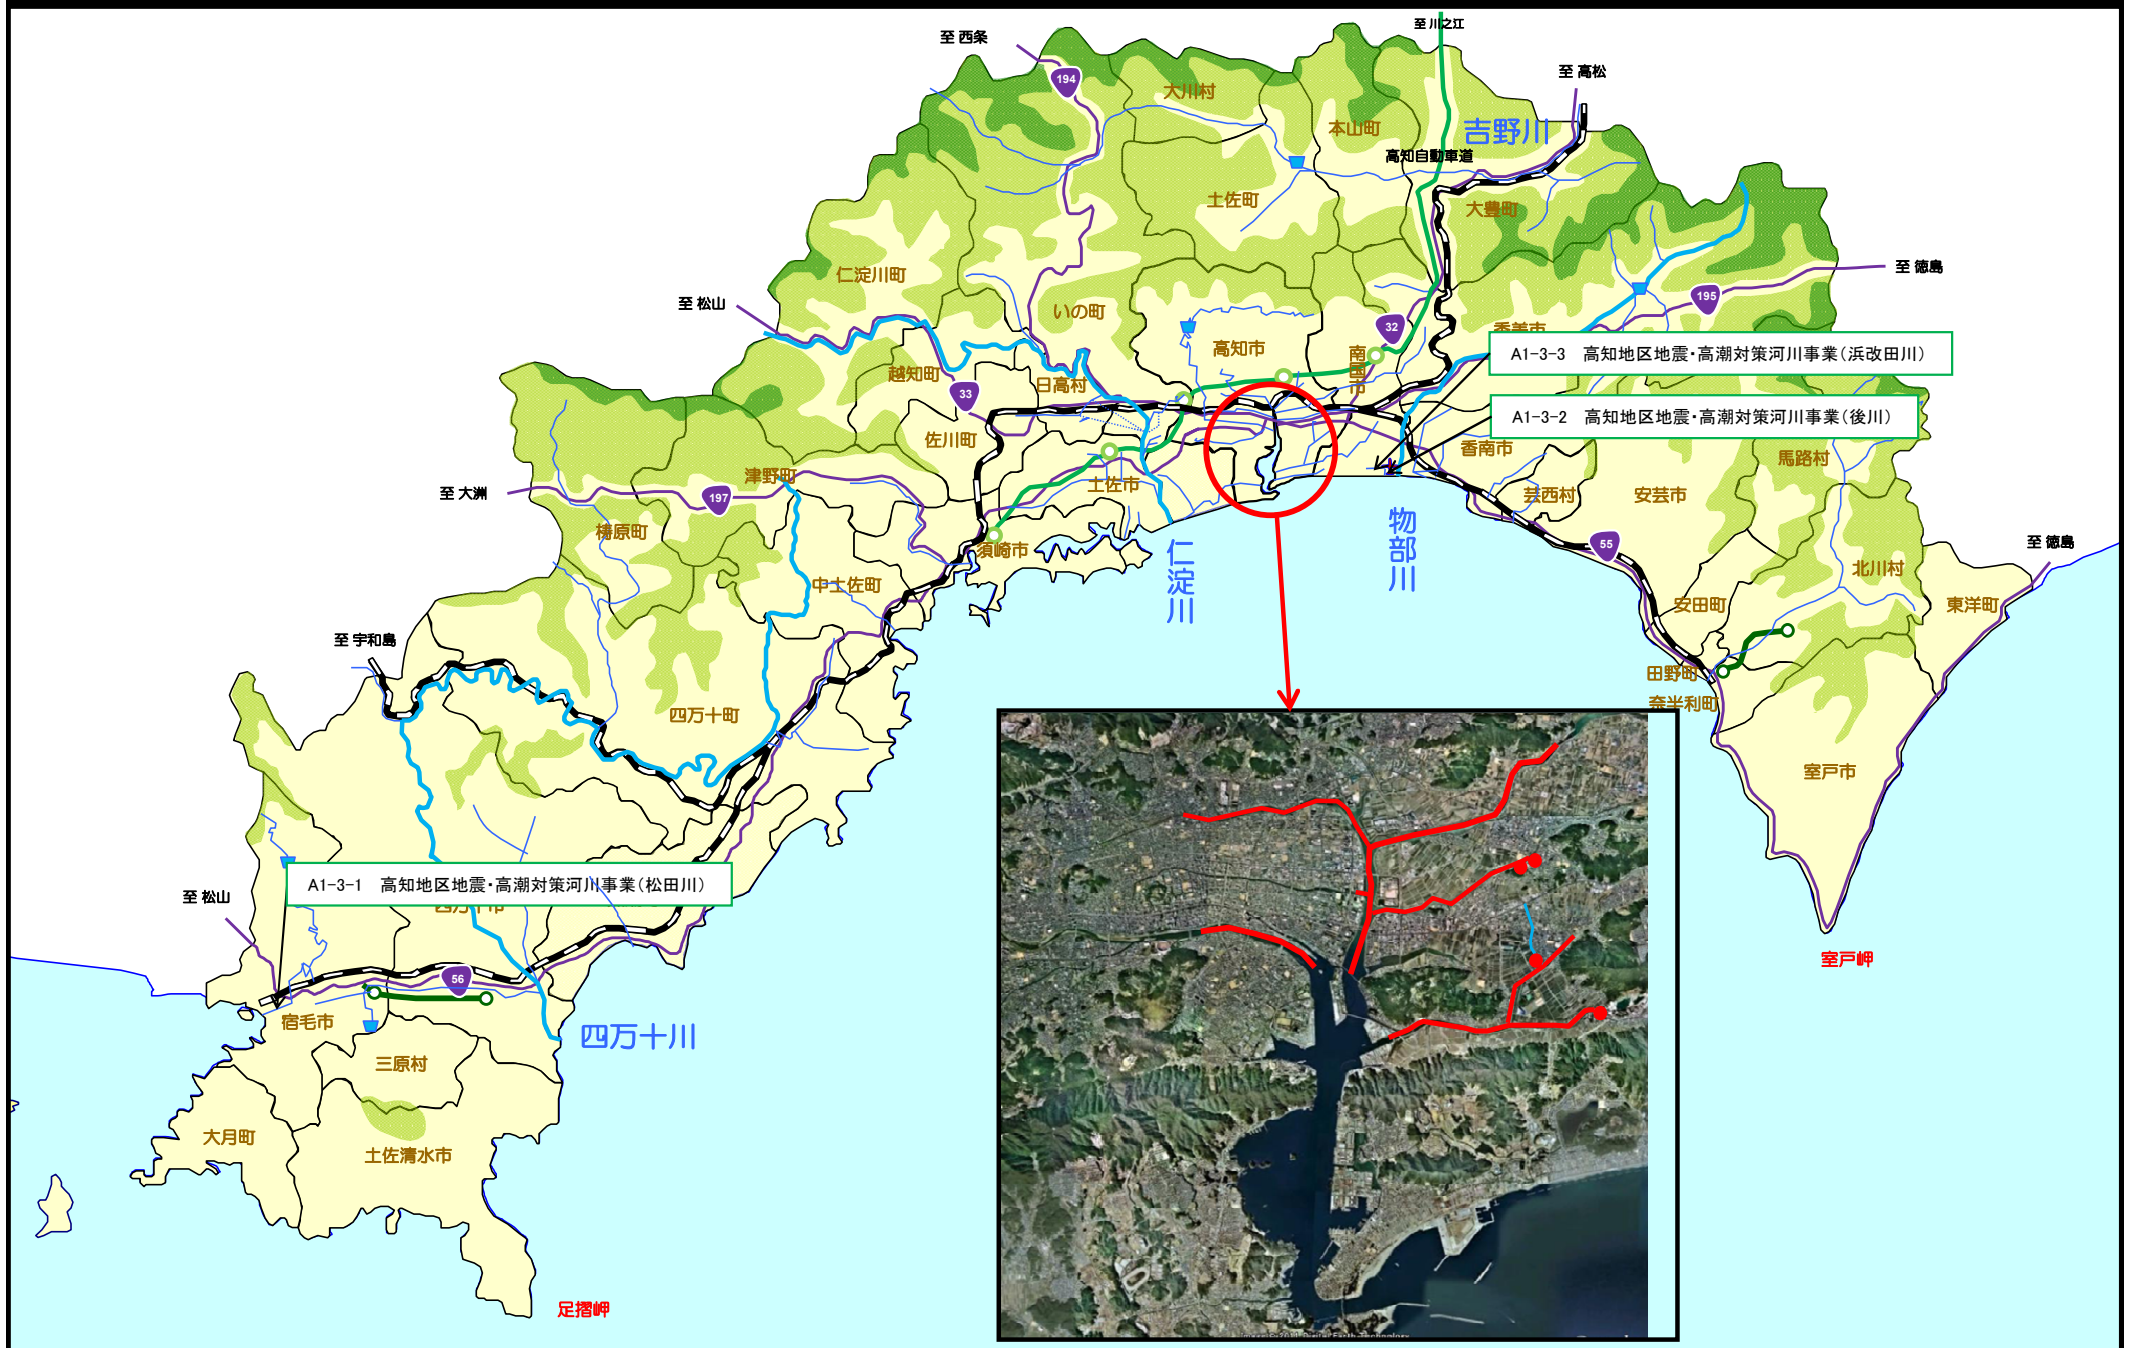 至 川之江
至 西条
至 高松
194
大川村
本山町
吉野川
高知自動車道
土佐町
大豊町
仁淀川町
至 徳島
至 松山
195
いの町
32
香美市
高知市
南国市
A1-3-3 高知地区地震・高潮対策河川事業(浜改田川)
越知町
日高村
33
A1-3-2 高知地区地震・高潮対策河川事業(後川)
佐川町
香南市
馬路村
津野町
土佐市
至 大洲
197
芸西村
安芸市
梼原町
物部川
須崎市
仁淀川
55
至 徳島
中土佐町
北川村
安田町
東洋町
至 宇和島
田野町
奈半利町
四万十町
室戸市
A1-3-1 高知地区地震・高潮対策河川事業(松田川)
至 松山
四万十市
室戸岬
56
宿毛市
四万十川
三原村
大月町
土佐清水市
足摺岬